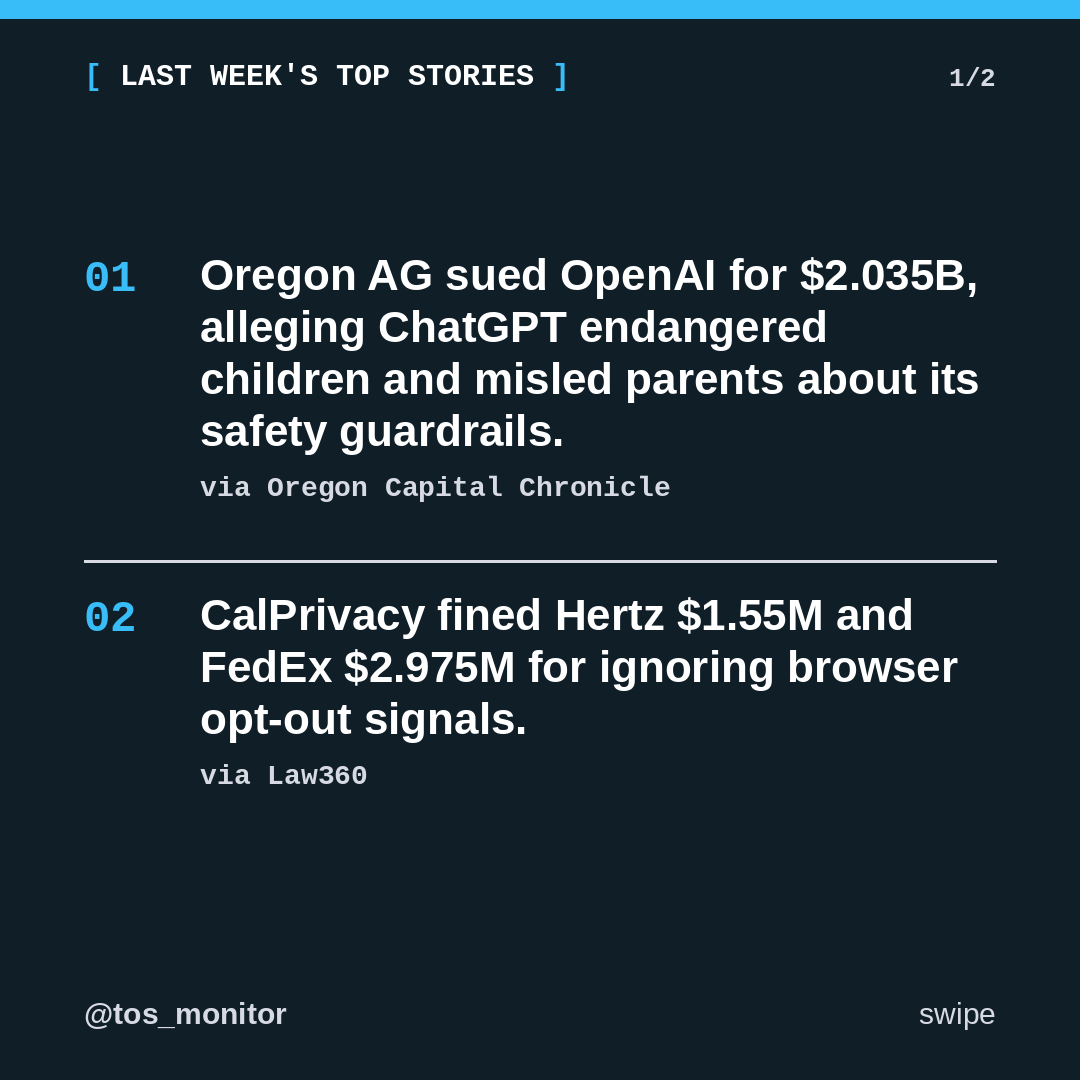 [ LAST WEEK'S TOP STORIES ]
1/2
01
Oregon AG sued OpenAI for $2.035B,
alleging ChatGPT endangered
children and misled parents about its
safety guardrails.
via Oregon Capital Chronicle
02
CalPrivacy fined Hertz $1.55M and
FedEx $2.975M for ignoring browser
opt-out signals.
via Law360
@tos_monitor
swipe